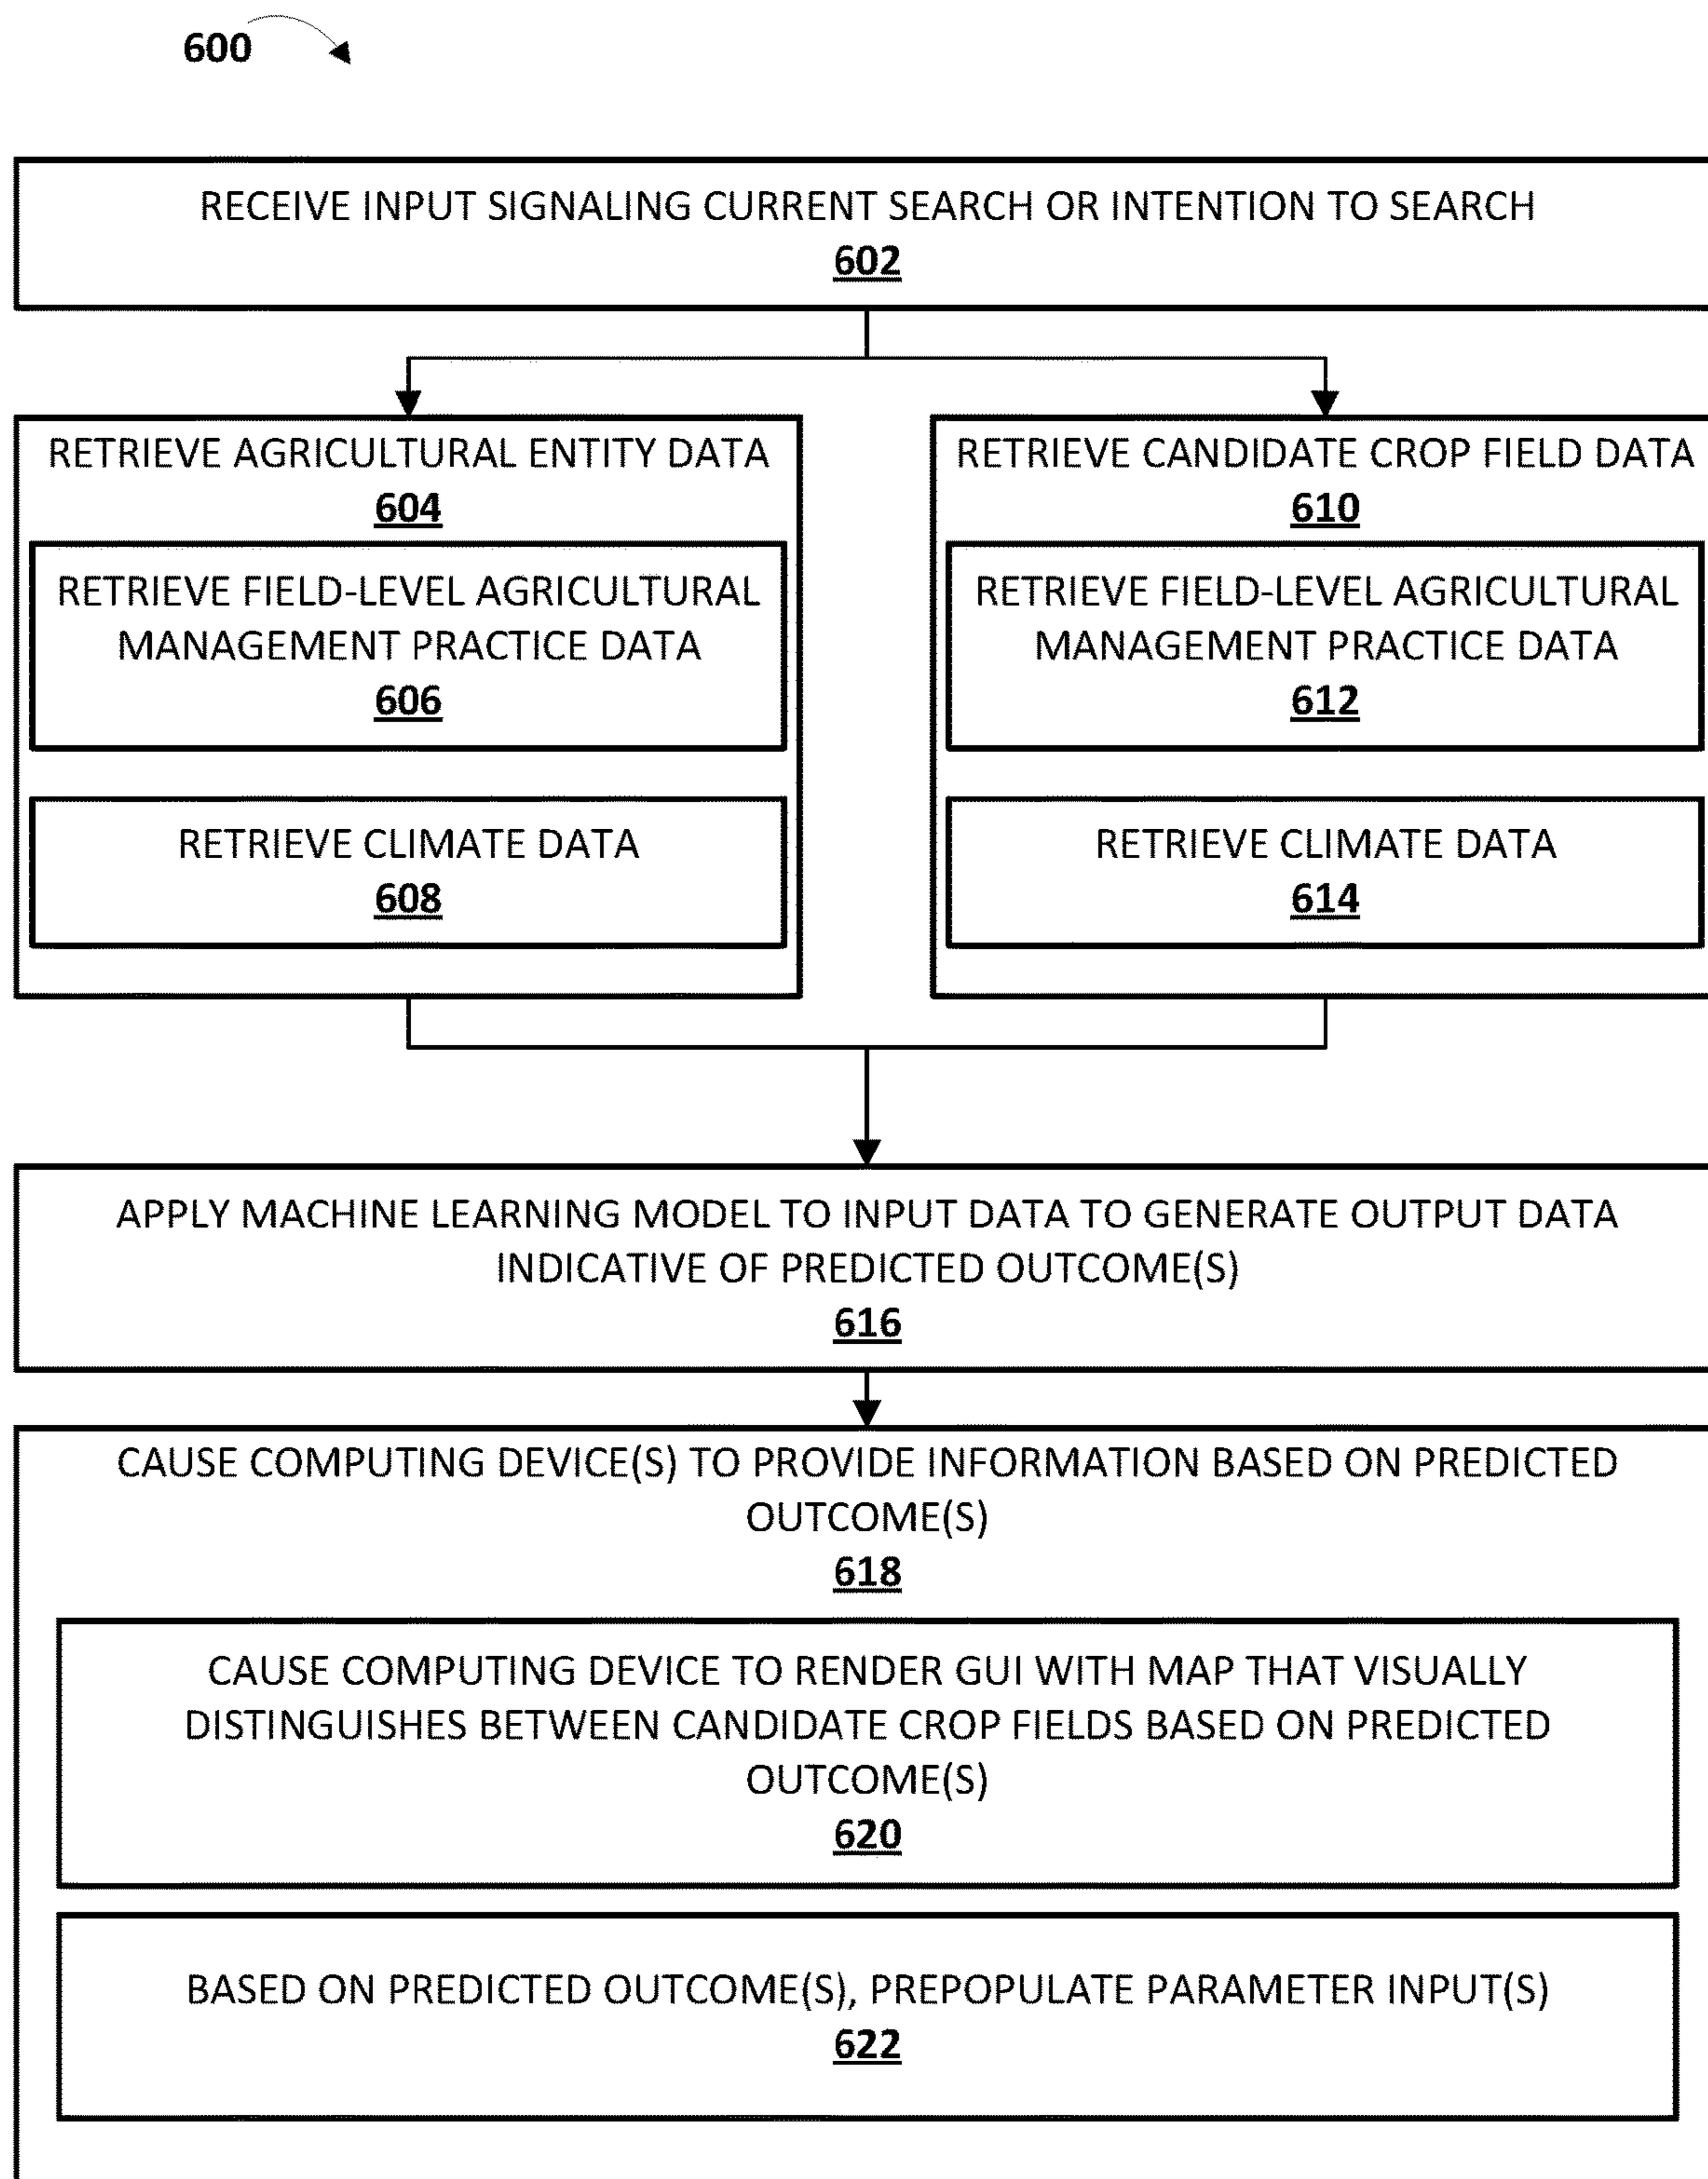 600
RECEIVE INPUT SIGNALING CURRENT SEARCH OR INTENTION TO SEARCH
602
RETRIEVE AGRICULTURAL ENTITY DATA
604
RETRIEVE FIELD-LEVEL AGRICULTURAL
MANAGEMENT PRACTICE DATA
606
RETRIEVE CLIMATE DATA
608
RETRIEVE CANDIDATE CROP FIELD DATA
610
RETRIEVE FIELD-LEVEL AGRICULTURAL
MANAGEMENT PRACTICE DATA
612
RETRIEVE CLIMATE DATA
614
APPLY MACHINE LEARNING MODEL TO INPUT DATA TO GENERATE OUTPUT DATA
INDICATIVE OF PREDICTED OUTCOME(S)
616
CAUSE COMPUTING DEVICE(S) TO PROVIDE INFORMATION BASED ON PREDICTED
OUTCOME(S)
618
CAUSE COMPUTING DEVICE TO RENDER GUI WITH MAP THAT VISUALLY
DISTINGUISHES BETWEEN CANDIDATE CROP FIELDS BASED ON PREDICTED
OUTCOME(S)
620
BASED ON PREDICTED OUTCOME(S), PREPOPULATE PARAMETER INPUT(S)
622